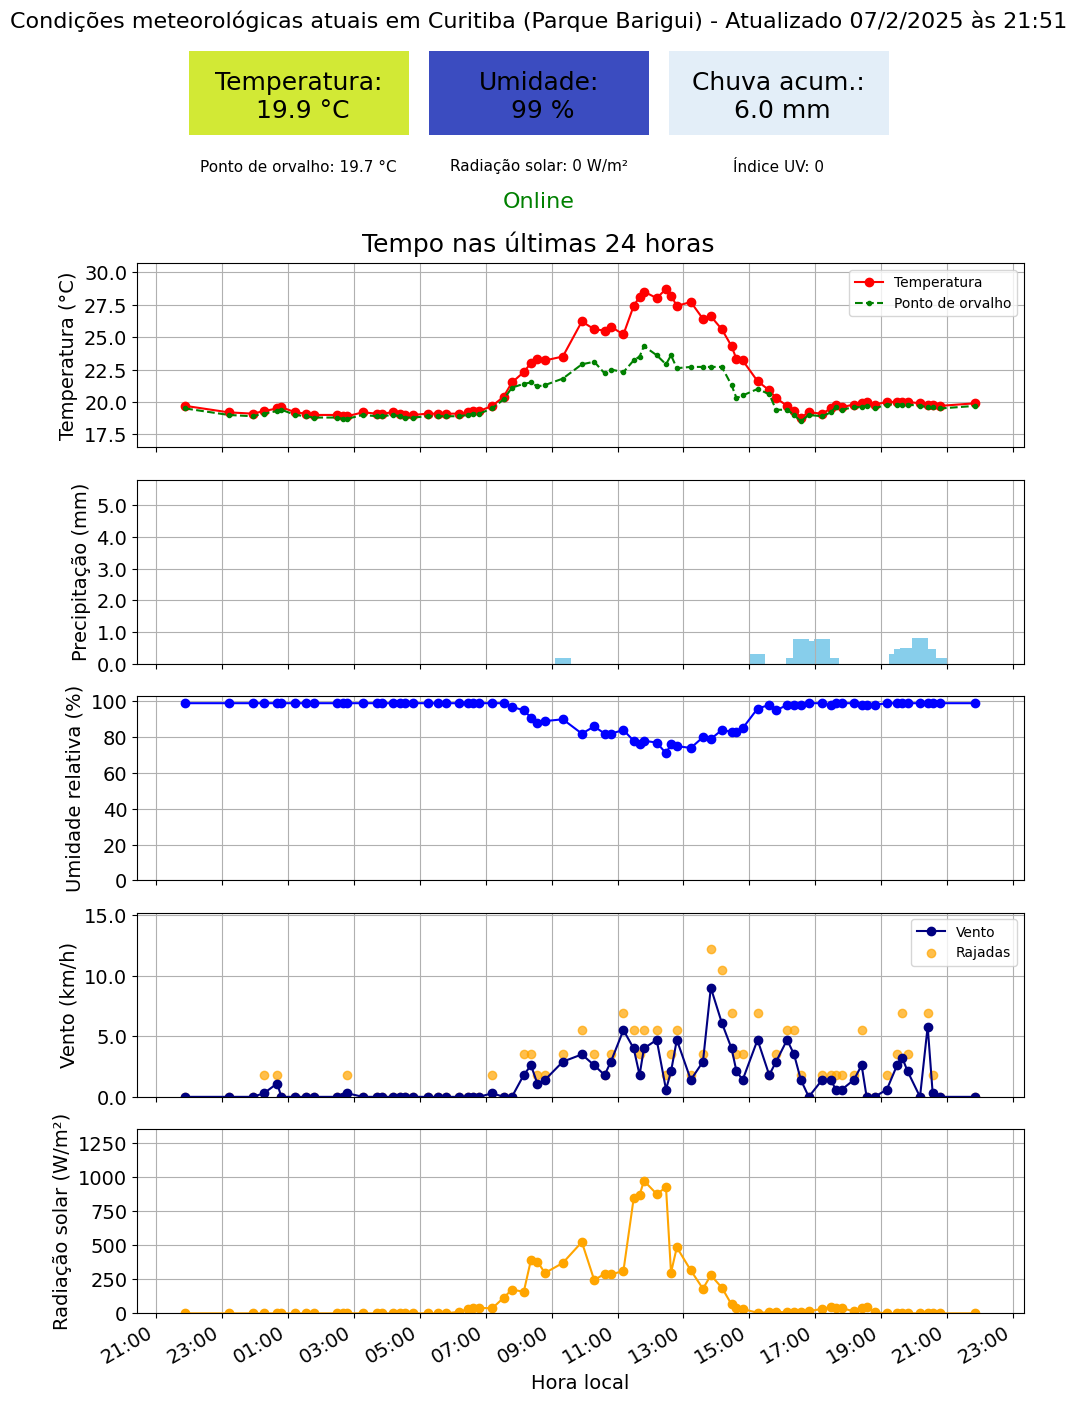 Condições meteorológicas atuais em Curitiba (Parque Barigui) - Atualizado 07/2/2025 às 21:51
Temperatura:
19.9 °C
Umidade:
99 %
Chuva acum.:
6.0 mm
Ponto de orvalho: 19.7 °C
Radiação solar: 0 W/m²
Índice UV: 0
Online
Tempo nas últimas 24 horas
Temperatura (°C)
30.0
27.5
25.0
22.5
20.0
17.5
Temperatura
Ponto de orvalho
Precipitação (mm)
5.0
4.0
3.0
2.0
1.0
0.0
Umidade relativa (%)
100
80
60
40
20
0
Vento (km/h)
15.0
10.0
5.0
0.0
Vento
Rajadas
Radiação solar (W/m²)
1250
1000
750
500
250
0
21:00
23:00
01:00
03:00
05:00
07:00
09:00
11:00
13:00
15:00
17:00
19:00
21:00
23:00
Hora local